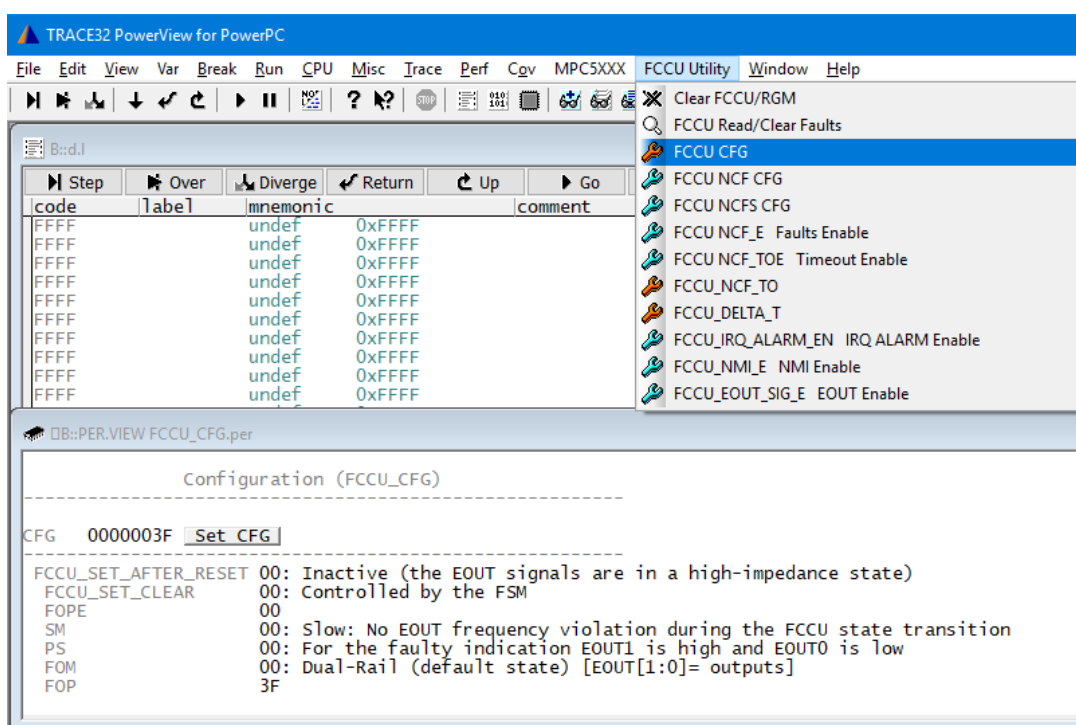 TRACE32 PowerView for PowerPC
File Edit View Var Break Run CPU Misc Trace Perf Cov MPC5XXX FCCU Utility Window Help
Clear FCCU/RGM
FCCU Read/Clear Faults
FCCU CFG
FCCU NCF CFG
FCCU NCFS CFG
FCCU NCF_E Faults Enable
FCCU NCF_TOE Timeout Enable
FCCU_NCF_TO
FCCU_DELTA_T
FCCU_IRQ_ALARM_EN IRQ ALARM Enable
FCCU_NMI_E NMI Enable
FCCU_EOUT_SIG_E EOUT Enable
B::d.l
Step Over Diverge Return Up Go
code label mnemonic comment
FFFF undef 0xFFFF
FFFF undef 0xFFFF
FFFF undef 0xFFFF
FFFF undef 0xFFFF
FFFF undef 0xFFFF
FFFF undef 0xFFFF
FFFF undef 0xFFFF
FFFF undef 0xFFFF
FFFF undef 0xFFFF
FFFF undef 0xFFFF
B::PER.VIEW FCCU_CFG.per
Configuration (FCCU_CFG)
CFG 0000003F Set CFG
FCCU_SET_AFTER_RESET 00: Inactive (the EOUT signals are in a high-impedance state)
FCCU_SET_CLEAR 00: Controlled by the FSM
FOPE 00
SM 00: Slow: No EOUT frequency violation during the FCCU state transition
PS 00: For the faulty indication EOUT1 is high and EOUT0 is low
FOM 00: Dual-Rail (default state) [EOUT[1:0]= outputs]
FOP 3F